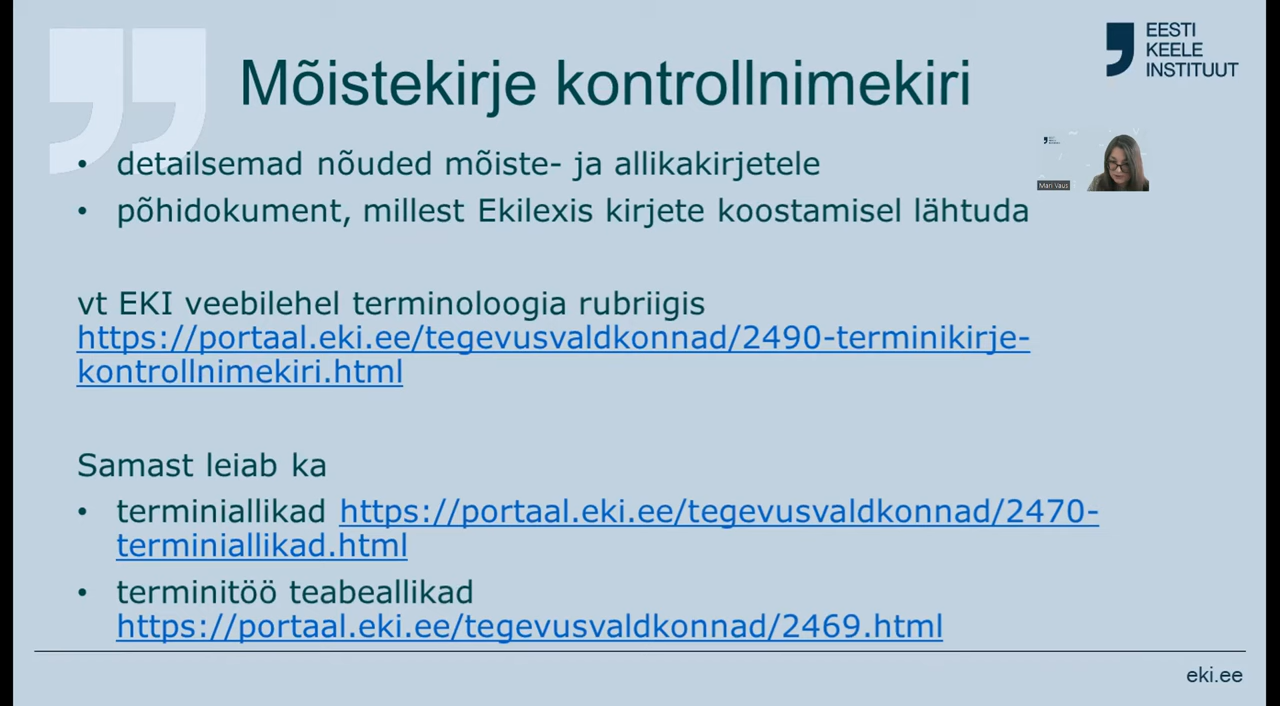 EESTI
KEELE
INSTITUUT
Mõistekirje kontrollnimekiri
• detailsemad nõuded mõiste- ja allikakirjetele
• põhidokument, millest Ekilexis kirjete koostamisel lähtuda
Mari Vaus
vt EKI veebilehel terminoloogia rubriigis
https://portaal.eki.ee/tegevusvaldkonnad/2490-terminikirje-
kontrollnimekiri.html
Samast leiab ka
• terminiallikad https://portaal.eki.ee/tegevusvaldkonnad/2470-
terminiallikad.html
• terminitöö teabeallikad
https://portaal.eki.ee/tegevusvaldkonnad/2469.html
eki.ee